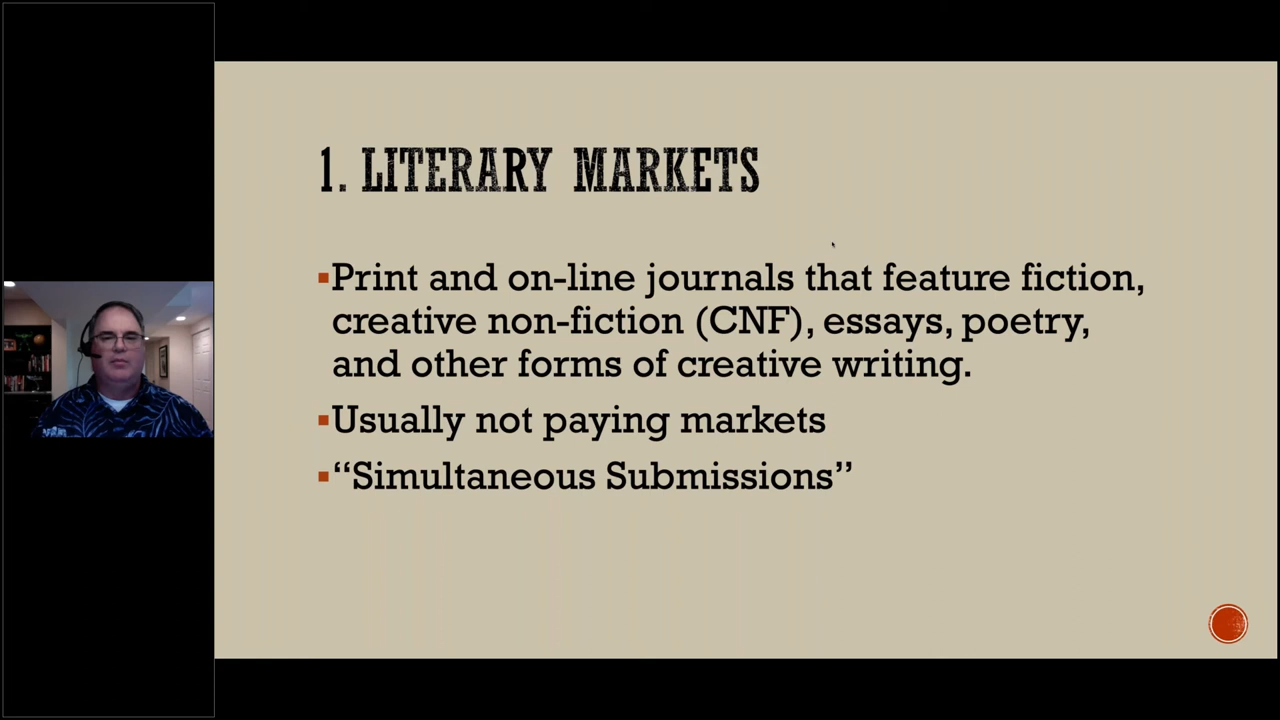 1. LITERARY MARKETS
▪Print and on-line journals that feature fiction,
creative non-fiction (CNF), essays, poetry,
and other forms of creative writing.
▪Usually not paying markets
▪“Simultaneous Submissions”